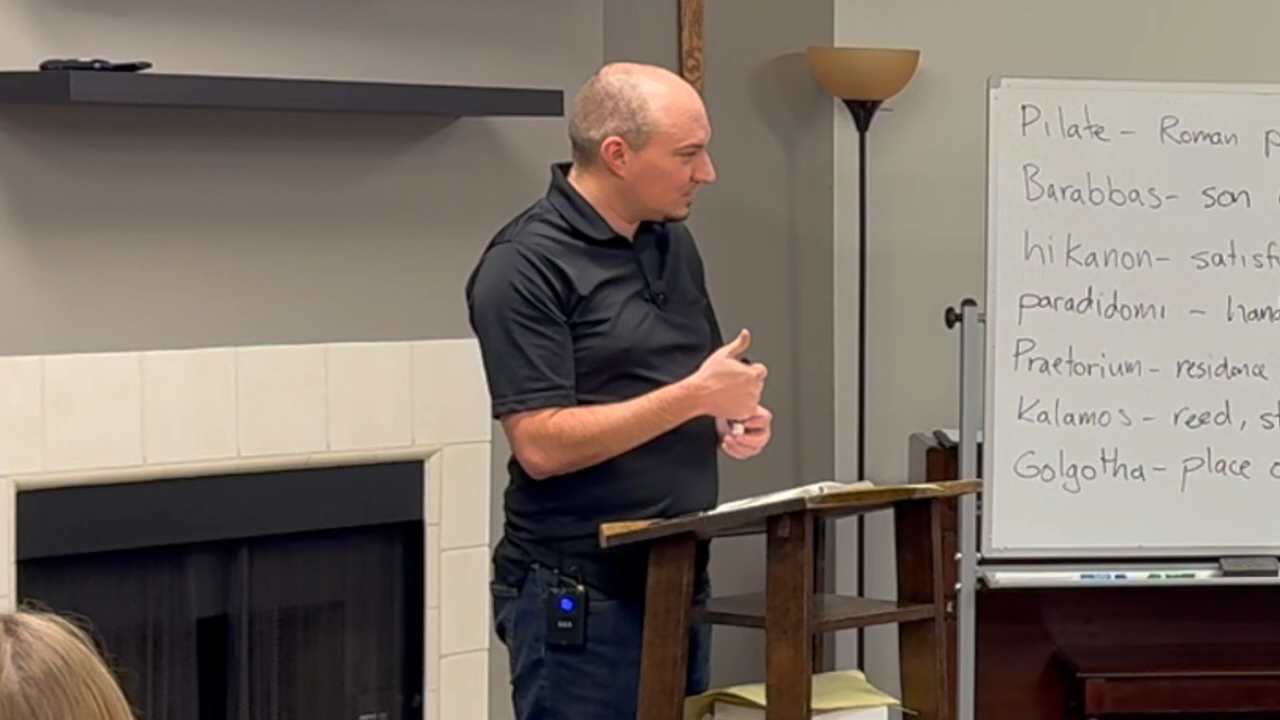 Pilate - Roman p
Barabbas - son
hikanon - satisf
paradidomi - hand
Praetorium - residence
Kalamos - reed, st
Golgotha - place o